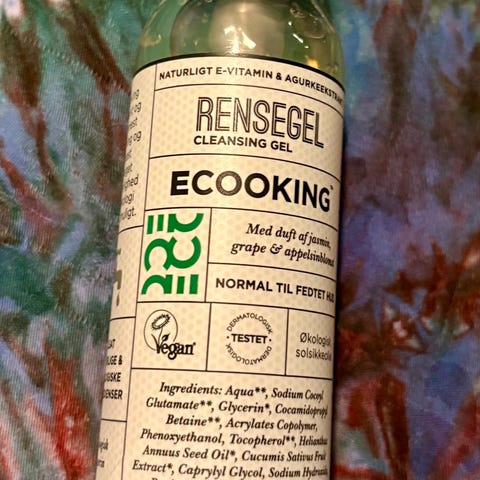 NATURLIGT E-VITAMIN & AGURKEEKSTRAKT
RENSEGEL
CLEANSING GEL
ECOOKING
Med duft af jasmin,
grape & appelsinblomst
NORMAL TIL FEDTET HUD
Vegan
DERMATOLOGISK
TESTET
DERMATOLOGISK
Økologisk
solsikkeolie
Ingredients: Aqua**, Sodium Cocoyl
Glutamate**, Glycerin*, Cocamidopropyl
Betaine**, Acrylates Copolymer,
Phenoxyethanol, Tocopherol**, Helianthus
Annuus Seed Oil*, Cucumis Sativus Fruit
Extract*, Caprylyl Glycol, Sodium Hydroxide,